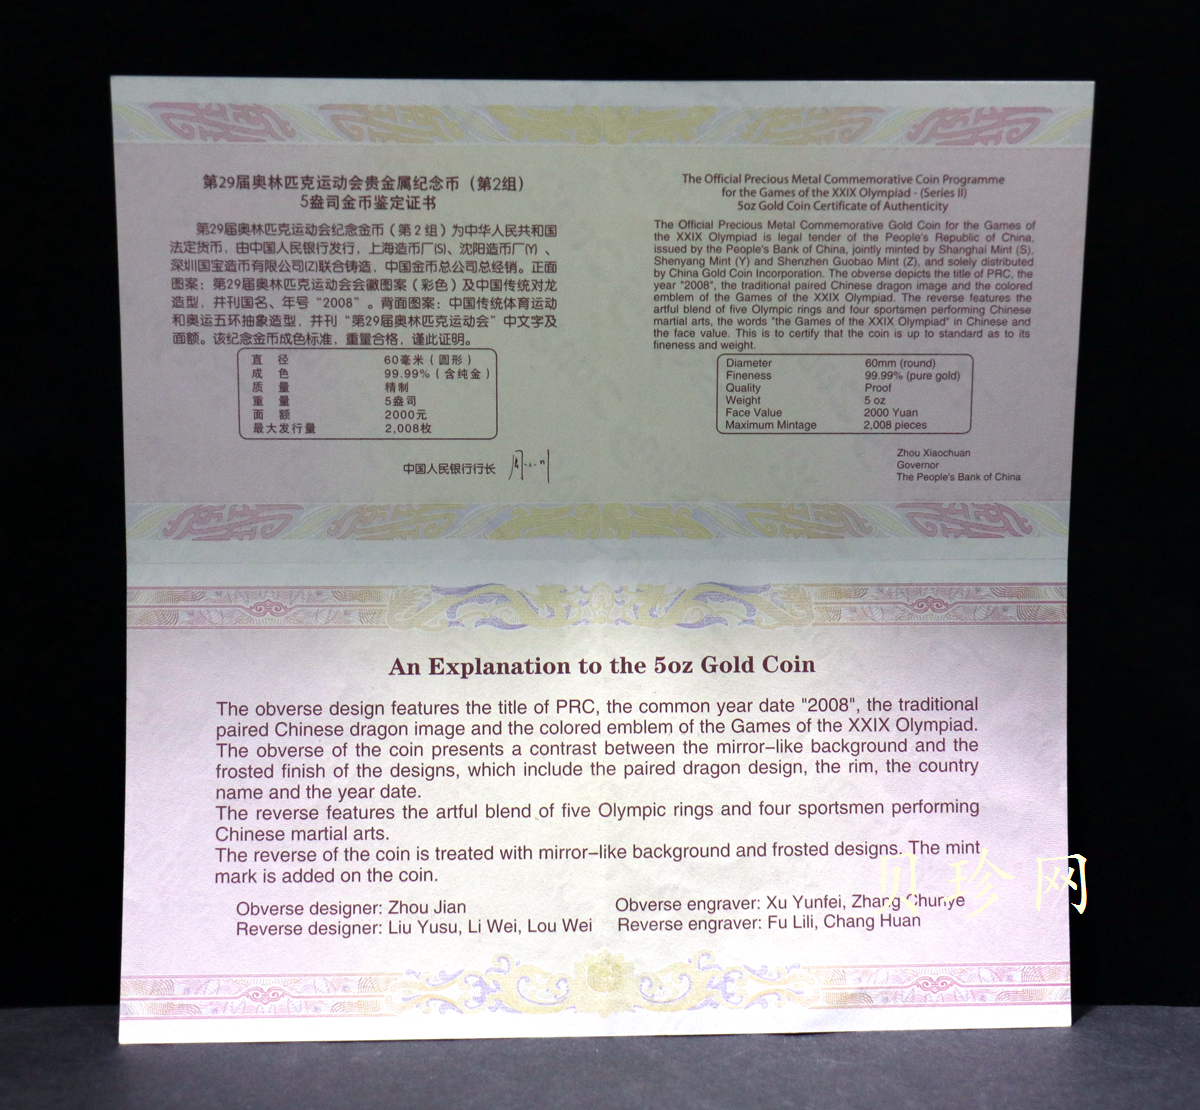 第29届奥林匹克运动会贵金属纪念币（第2组）
5盎司金币鉴定证书
第29届奥林匹克运动会纪念金币（第2组）为中华人民共和国
法定货币，由中国人民银行发行，上海造币厂(S)、沈阳造币厂(Y)、
深圳国宝造币有限公司(Z)联合铸造，中国金币总公司总经销。正面
图案：第29届奥林匹克运动会会徽图案（彩色）及中国传统对龙
造型，并刊国名、年号“2008”。背面图案：中国传统体育运动
和奥运五环抽象造型，并刊“第29届奥林匹克运动会”中文字及
面额。该纪念金币成色标准，重量合格，谨此证明。
直 径 60毫米（圆形）
成 色 99.99%（含纯金）
质 量 精制
重 量 5盎司
面 额 2000元
最大发行量 2,008枚
中国人民银行行长
The Official Precious Metal Commemorative Coin Programme
for the Games of the XXIX Olympiad - (Series II)
5oz Gold Coin Certificate of Authenticity
The Official Precious Metal Commemorative Gold Coin for the Games of
the XXIX Olympiad is legal tender of the People's Republic of China,
issued by the People's Bank of China, jointly minted by Shanghai Mint (S),
Shenyang Mint (Y) and Shenzhen Guobao Mint (Z), and solely distributed
by China Gold Coin Incorporation. The obverse depicts the title of PRC, the
year "2008", the traditional paired Chinese dragon image and the colored
emblem of the Games of the XXIX Olympiad. The reverse features the
artful blend of five Olympic rings and four sportsmen performing Chinese
martial arts, the words "the Games of the XXIX Olympiad" in Chinese and
the face value. This is to certify that the coin is up to standard as to its
fineness and weight.
Diameter 60mm (round)
Fineness 99.99% (pure gold)
Quality Proof
Weight 5 oz
Face Value 2000 Yuan
Maximum Mintage 2,008 pieces
Zhou Xiaochuan
Governor
The People's Bank of China
An Explanation to the 5oz Gold Coin
The obverse design features the title of PRC, the common year date "2008", the traditional
paired Chinese dragon image and the colored emblem of the Games of the XXIX Olympiad.
The obverse of the coin presents a contrast between the mirror–like background and the
frosted finish of the designs, which include the paired dragon design, the rim, the country
name and the year date.
The reverse features the artful blend of five Olympic rings and four sportsmen performing
Chinese martial arts.
The reverse of the coin is treated with mirror–like background and frosted designs. The mint
mark is added on the coin.
Obverse designer: Zhou Jian Obverse engraver: Xu Yunfei, Zhang Chunye
Reverse designer: Liu Yusu, Li Wei, Lou Wei Reverse engraver: Fu Lili, Chang Huan
贝珍网